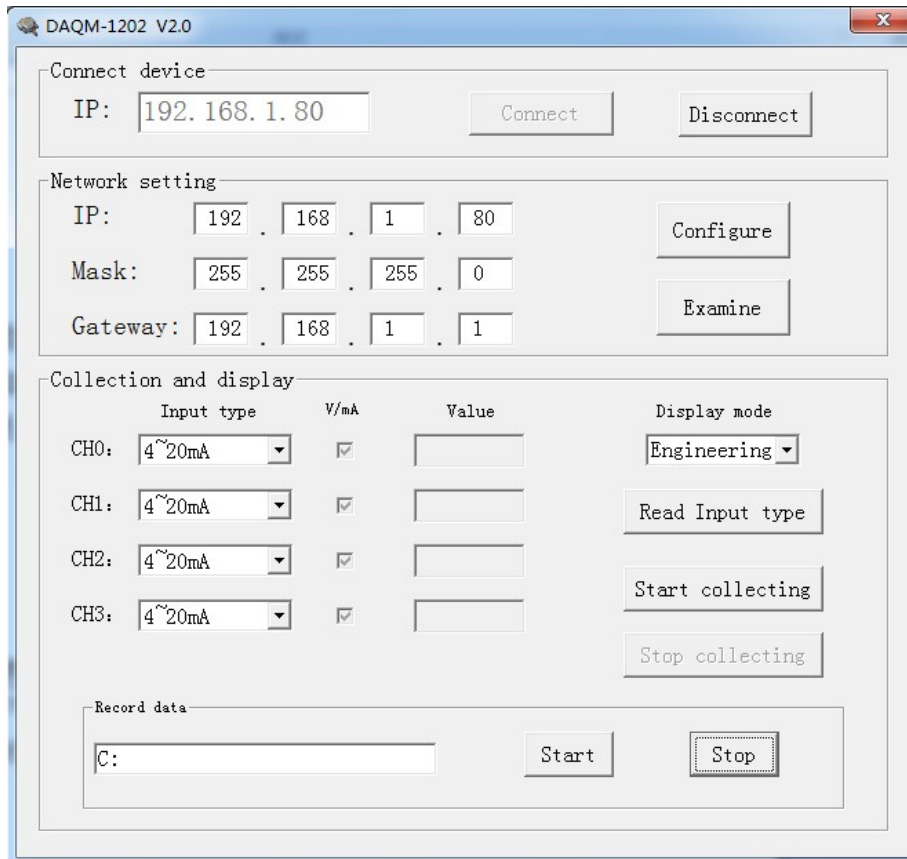 DAQM-1202 V2.0
Connect device
IP: 192.168.1.80 Connect Disconnect
Network setting
IP: 192 . 168 . 1 . 80 Configure
Mask: 255 . 255 . 255 . 0
Examine
Gateway: 192 . 168 . 1 . 1
Collection and display
Input type V/mA Value Display mode
CH0: 4~20mA Engineering
CH1: 4~20mA Read Input type
CH2: 4~20mA
Start collecting
CH3: 4~20mA
Stop collecting
Record data
C: Start Stop